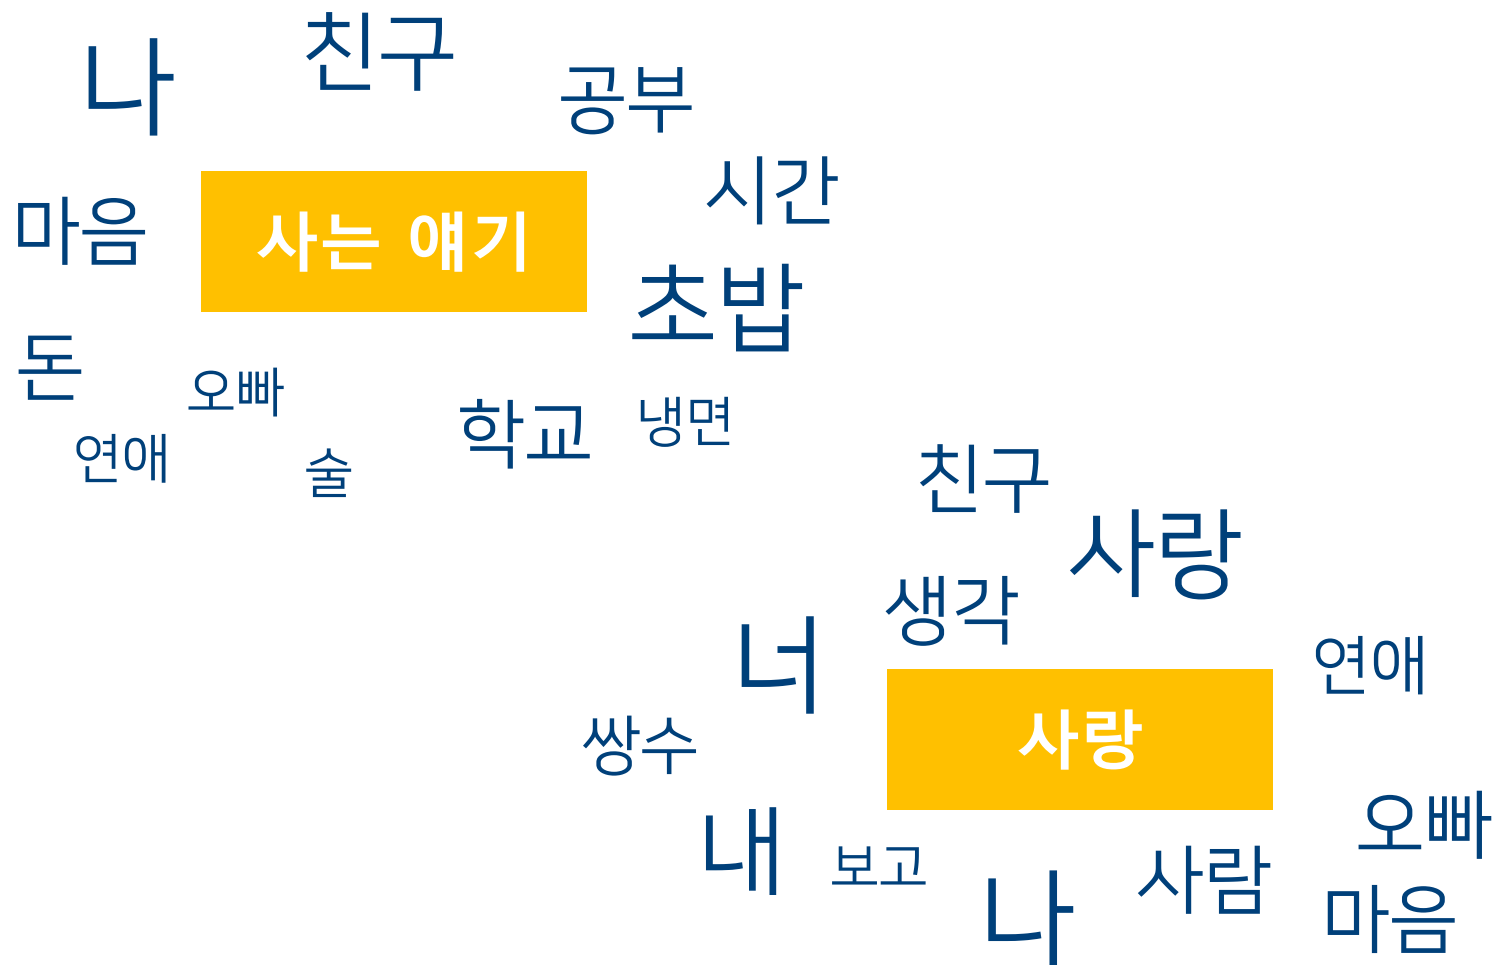 나
친구
공부
시간
마음
사는 얘기
초밥
돈
오빠
학교
냉면
연애
술
친구
사랑
생각
너
연애
쌍수
사랑
내
보고
나
사람
오빠
마음